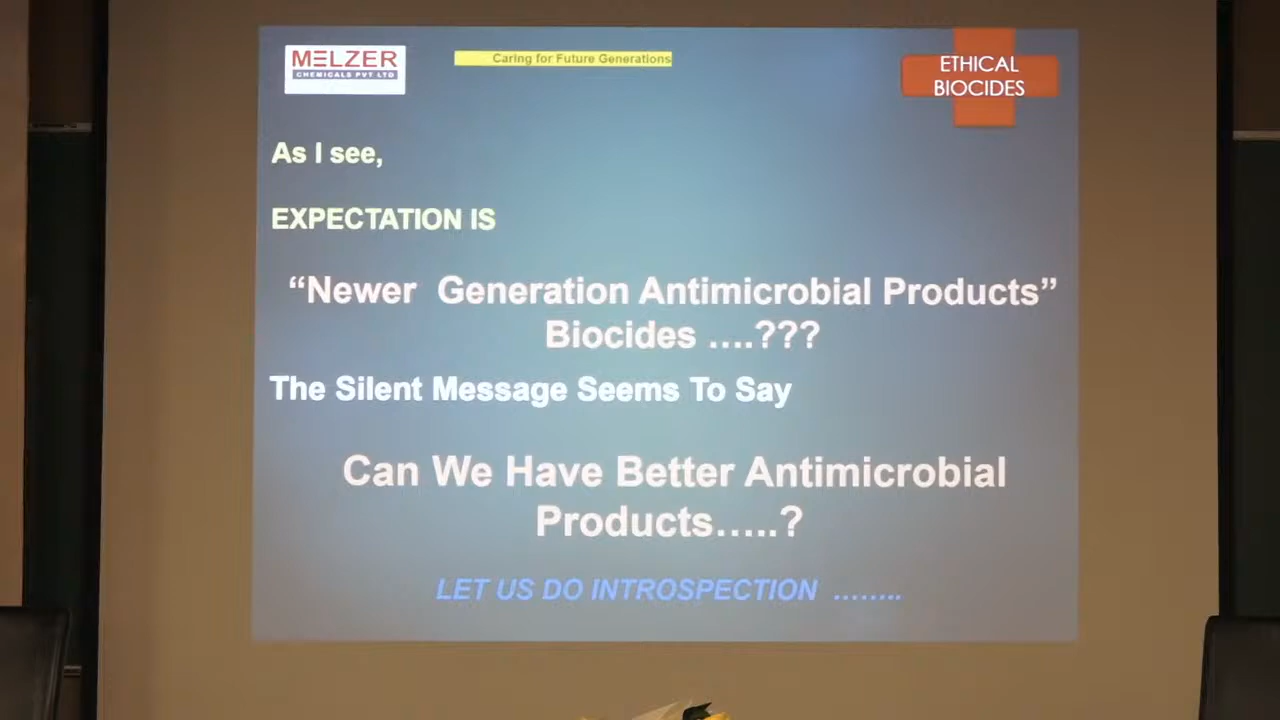 MELZER
CHEMICALS PVT LTD
Caring for Future Generations
ETHICAL
BIOCIDES
As I see,
EXPECTATION IS
“Newer Generation Antimicrobial Products”
Biocides ….???
The Silent Message Seems To Say
Can We Have Better Antimicrobial
Products…..?
LET US DO INTROSPECTION ……..